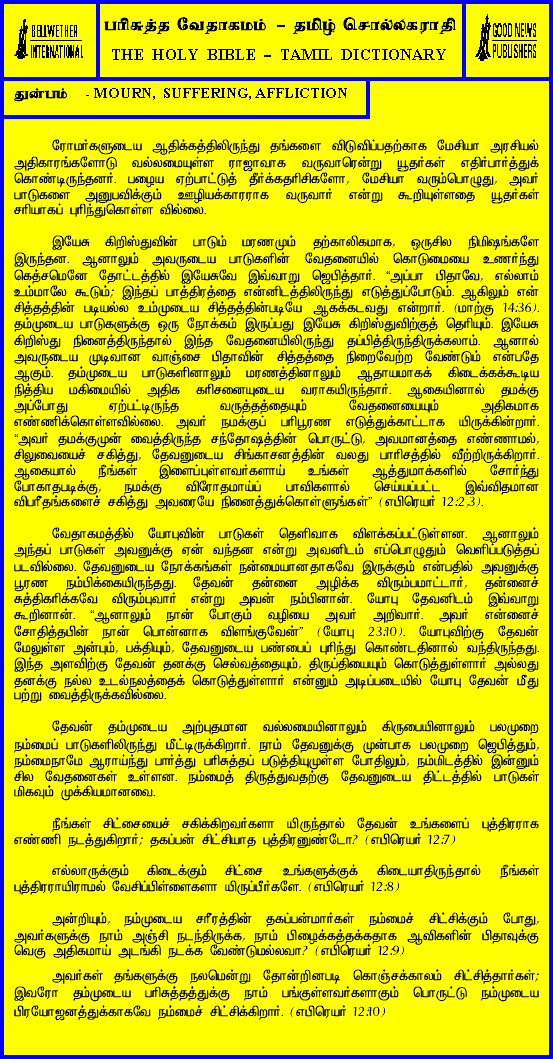 BELLWETHER
INTERNATIONAL
பரிசுத்த வேதாகமம் – தமிழ் சொல்லகராதி
THE HOLY BIBLE – TAMIL DICTIONARY
GOOD NEWS
PUBLISHERS
துன்பம் - MOURN, SUFFERING, AFFLICTION
ரோமர்களுடைய ஆதிக்கத்திலிருந்து தங்களை விடுவிப்பதற்காக மேசியா அரசியல்
அதிகாரங்களோடு வல்லமையுள்ள ராஜாவாக வருவாரென்று யூதர்கள் எதிர்பார்த்துக்
கொண்டிருந்தனர். பழைய ஏற்பாட்டுத் தீர்க்கதரிசிகளோ, மேசியா வரும்பொழுது, அவர்
பாடுகளை அனுபவிக்கும் ஊழியக்காரராக வருவார் என்று கூறியுள்ளதை யூதர்கள்
சரியாகப் புரிந்துகொள்ள வில்லை.
இயேசு கிறிஸ்துவின் பாடும் மரணமும் தற்காலிகமாக, ஒருசில நிமிஷங்களே
இருந்தன. ஆனாலும் அவருடைய பாடுகளின் வேதனையில் கொடுமையை உணர்ந்து
கெத்சமெனே தோட்டத்தில் இயேசுவே இவ்வாறு ஜெபித்தார். “அப்பா பிதாவே, எல்லாம்
உம்மாலே கூடும்; இந்தப் பாத்திரத்தை என்னிடத்திலிருந்து எடுத்துப்போடும். ஆகிலும் என்
சித்தத்தின் படியல்ல உம்முடைய சித்தத்தின்படியே ஆகக்கடவது என்றார். (மாற்கு 14:36).
தம்முடைய பாடுகளுக்கு ஒரு நோக்கம் இருப்பது இயேசு கிறிஸ்துவிற்குத் தெரியும். இயேசு
கிறிஸ்து நினைத்திருந்தால் இந்த வேதனையிலிருந்து தப்பித்திருந்திருக்கலாம். ஆனால்
அவருடைய முடிவான வாஞ்சை பிதாவின் சித்தத்தை நிறைவேற்ற வேண்டும் என்பதே
ஆகும். தம்முடைய பாடுகளினாலும் மரணத்தினாலும் ஆதாயமாகக் கிடைக்கக்கூடிய
நித்திய மகிமையில் அதிக கரிசனையுடைய வராகயிருந்தார். ஆகையினால் தமக்கு
அப்போது ஏற்பட்டிருந்த வருத்தத்தையும் வேதனையையும் அதிகமாக
எண்ணிக்கொள்ளவில்லை. அவர் நமக்குப் பரிபூரண எடுத்துக்காட்டாக யிருக்கின்றார்.
“அவர் தமக்குமுன் வைத்திருந்த சந்தோஷத்தின் பொருட்டு, அவமானத்தை எண்ணாமல்,
சிலுவையைச் சகித்து, தேவனுடைய சிங்காசனத்தின் வலது பாரிசத்தில் வீற்றிருக்கிறார்.
ஆகையால் நீங்கள் இளைப்புள்ளவர்களாய் உங்கள் ஆத்துமாக்களில் சோர்ந்து
போகாதபடிக்கு, நமக்கு விரோதமாய்ப் பாவிகளால் செய்யப்பட்ட இவ்விதமான
விபரீதங்களைச் சகித்து அவரையே நினைத்துக்கொள்ளுங்கள்” (எபிரெயர் 12:2,3).
வேதாகமத்தில் யோபுவின் பாடுகள் தெளிவாக விளக்கப்பட்டுள்ளன. ஆனாலும்
அந்தப் பாடுகள் அவனுக்கு ஏன் வந்தன என்று அவனிடம் எப்பொழுதும் வெளிப்படுத்தப்
படவில்லை. தேவனுடைய நோக்கங்கள் நன்மையானதாகவே இருக்கும் என்பதில் அவனுக்கு
பூரண நம்பிக்கையிருந்தது. தேவன் தன்னை அழிக்க விரும்பமாட்டார், தன்னைச்
சுத்திகரிக்கவே விரும்புவார் என்று அவன் நம்பினான். யோபு தேவனிடம் இவ்வாறு
கூறினான். “ஆனாலும் நான் போகும் வழியை அவர் அறிவார். அவர் என்னைச்
சோதித்தபின் நான் பொன்னாக விளங்குவேன்” (யோபு 23:10). யோபுவிற்கு தேவன்
மேலுள்ள அன்பும், பக்தியும், தேவனுடைய பண்பைப் புரிந்து கொண்டதினால் வந்திருந்தது.
இந்த அளவிற்கு தேவன் தனக்கு செல்வத்தையும், திருப்தியையும் கொடுத்துள்ளார் அல்லது
தனக்கு நல்ல உடல்நலத்தைக் கொடுத்துள்ளார் என்னும் அடிப்படையில் யோபு தேவன் மீது
பற்று வைத்திருக்கவில்லை.
தேவன் தம்முடைய அற்புதமான வல்லமையினாலும் கிருபையினாலும் பலமுறை
நம்மைப் பாடுகளிலிருந்து மீட்டிருக்கிறார். நாம் தேவனுக்கு முன்பாக பலமுறை ஜெபித்தும்,
நம்மைநாமே ஆராய்ந்து பார்த்து பரிசுத்தப் படுத்தியுமுள்ள போதிலும், நம்மிடத்தில் இன்னும்
சில வேதனைகள் உள்ளன. நம்மைத் திருத்துவதற்கு தேவனுடைய திட்டத்தில் பாடுகள்
மிகவும் முக்கியமானவை.
நீங்கள் சிட்சையைச் சகிக்கிறவர்களா யிருந்தால் தேவன் உங்களைப் புத்திரராக
எண்ணி நடத்துகிறார்; தகப்பன் சிட்சியாத புத்திரனுண்டோ? (எபிரெயர் 12:7)
எல்லாருக்கும் கிடைக்கும் சிட்சை உங்களுக்குக் கிடையாதிருந்தால் நீங்கள்
புத்திரராயிராமல் வேசிப்பிள்ளைகளா யிருப்பீர்களே. (எபிரெயர் 12:8)
அன்றியும், நம்முடைய சரீரத்தின் தகப்பன்மார்கள் நம்மைச் சிட்சிக்கும் போது,
அவர்களுக்கு நாம் அஞ்சி நடந்திருக்க, நாம் பிழைக்கத்தக்கதாக ஆவிகளின் பிதாவுக்கு
வெகு அதிகமாய் அடங்கி நடக்க வேண்டுமல்லவா? (எபிரெயர் 12:9)
அவர்கள் தங்களுக்கு நலமென்று தோன்றினபடி கொஞ்சக்காலம் சிட்சித்தார்கள்;
இவரோ தம்முடைய பரிசுத்தத்துக்கு நாம் பங்குள்ளவர்களாகும் பொருட்டு நம்முடைய
பிரயோஜனத்துக்காகவே நம்மைச் சிட்சிக்கிறார். (எபிரெயர் 12:10)